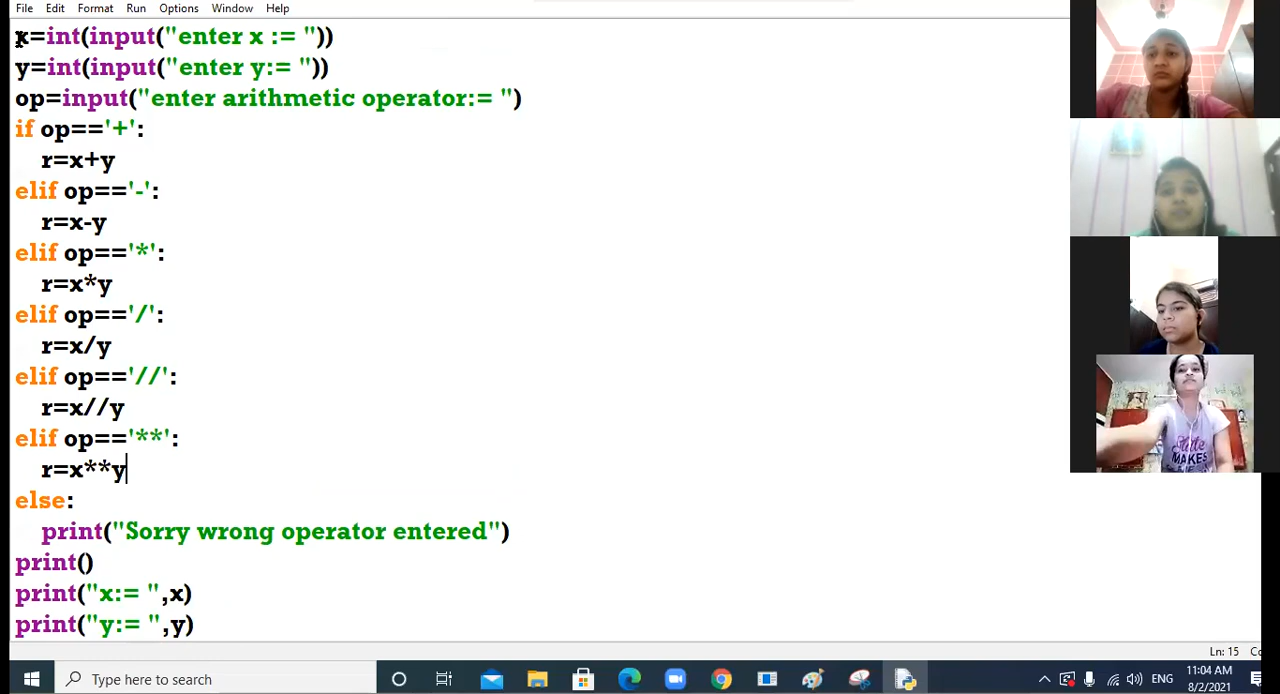 File Edit Format Run Options Window Help
x=int(input("enter x := "))
y=int(input("enter y:= "))
op=input("enter arithmetic operator:= ")
if op=='+':
r=x+y
elif op=='-':
r=x-y
elif op=='*':
r=x*y
elif op=='/':
r=x/y
elif op=='//':
r=x//y
elif op=='**':
r=x**y
else:
print("Sorry wrong operator entered")
print()
print("x:= ",x)
print("y:= ",y)
Ln: 15
Type here to search
ENG
11:04 AM
8/2/2021
MAKES